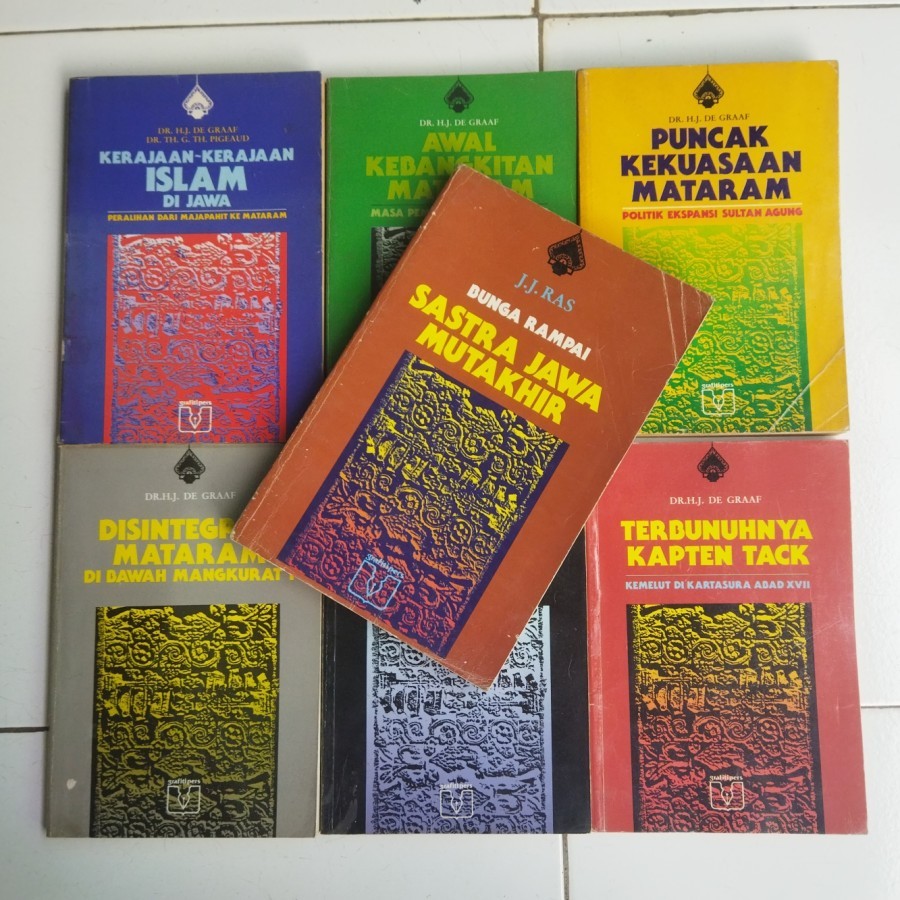 DR. H.J. DE GRAAF
DR. TH. G. TH. PIGEAUD
KERAJAAN-KERAJAAN
ISLAM
DI JAWA
PERALIHAN DARI MAJAPAHIT KE MATARAM
grafitipers
DR. H.J. DE GRAAF
AWAL
KEBANGKITAN
MASA
DR. H.J. DE GRAAF
PUNCAK
KEKUASAAN
MATARAM
POLITIK EKSPANSI SULTAN AGUNG
grafitipers
J.J. RAS
BUNGA RAMPAI
SASTRA JAWA
MUTAKHIR
grafitipers
DR.H.J. DE GRAAF
MATARAM
DI BAWAH MANGKURAT
grafitipers
grafitipers
DR.H.J. DE GRAAF
TERBUNUHNYA
KAPTEN TACK
KEMELUT DI KARTASURA ABAD XVII
grafitipers